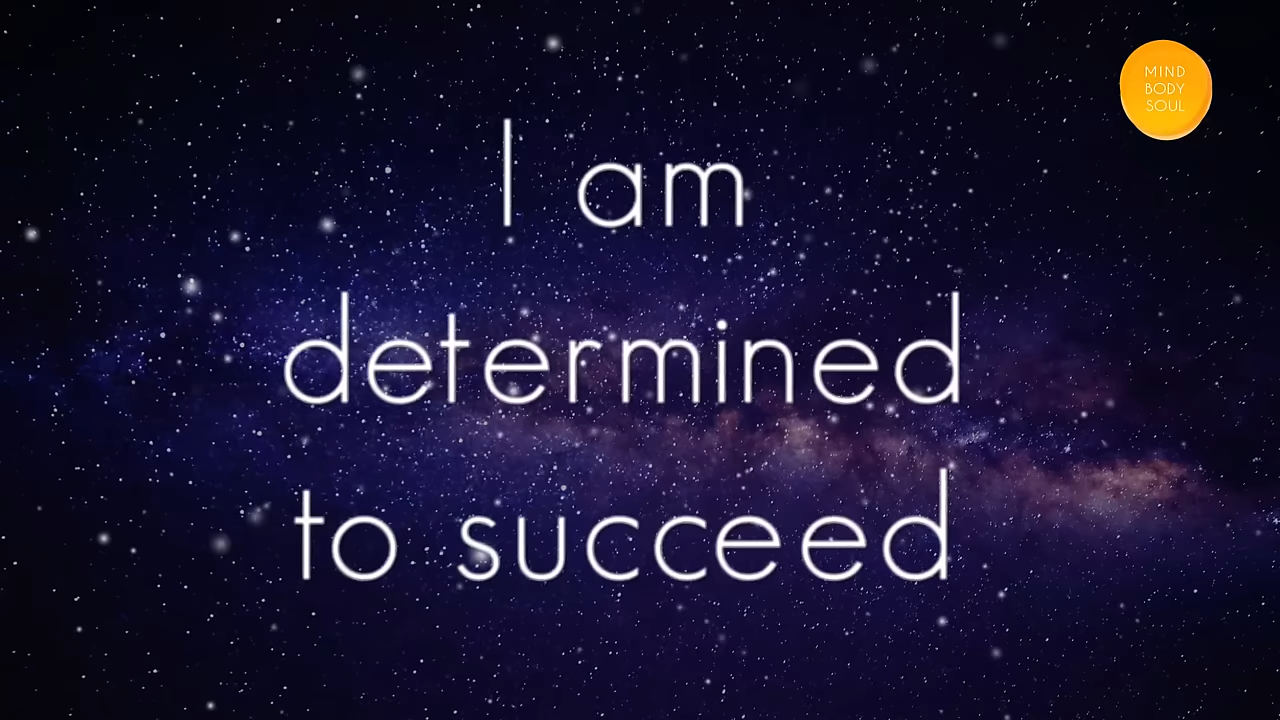 I am
determined
to succeed
MIND
BODY
SOUL